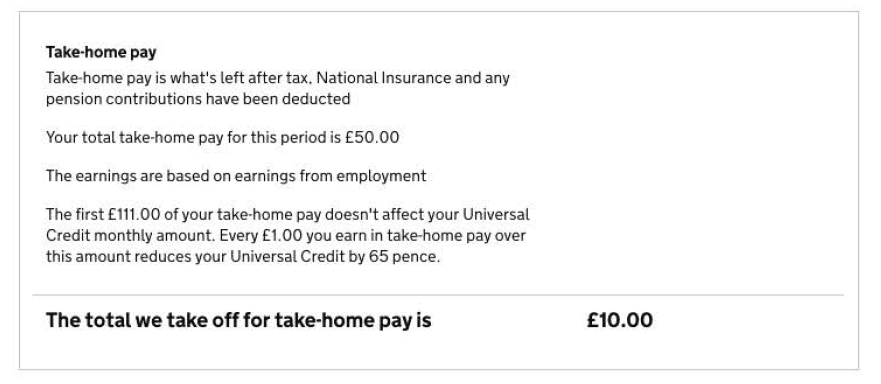 Take-home pay
Take-home pay is what's left after tax, National Insurance and any
pension contributions have been deducted
Your total take-home pay for this period is £50.00
The earnings are based on earnings from employment
The first £111.00 of your take-home pay doesn't affect your Universal
Credit monthly amount. Every £1.00 you earn in take-home pay over
this amount reduces your Universal Credit by 65 pence.
The total we take off for take-home pay is £10.00